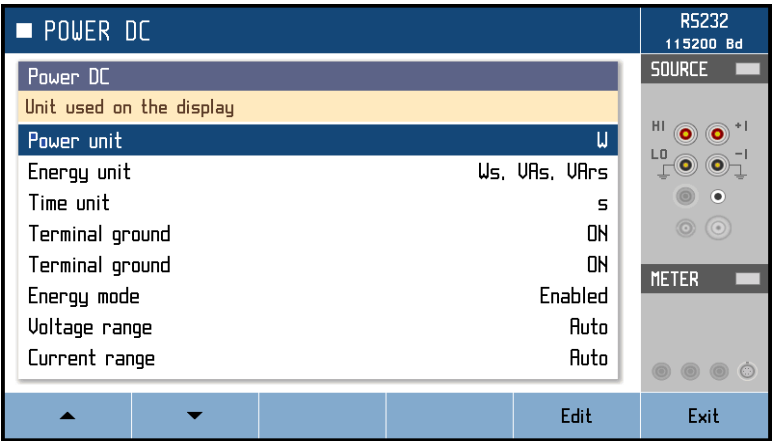 POWER DC
RS232
115200 Bd
Power DC
Unit used on the display
Power unit W
Energy unit Ws, VAs, VArs
Time unit s
Terminal ground ON
Terminal ground ON
Energy mode Enabled
Voltage range Auto
Current range Auto
SOURCE
HI +I
LO -I
METER
Edit Exit